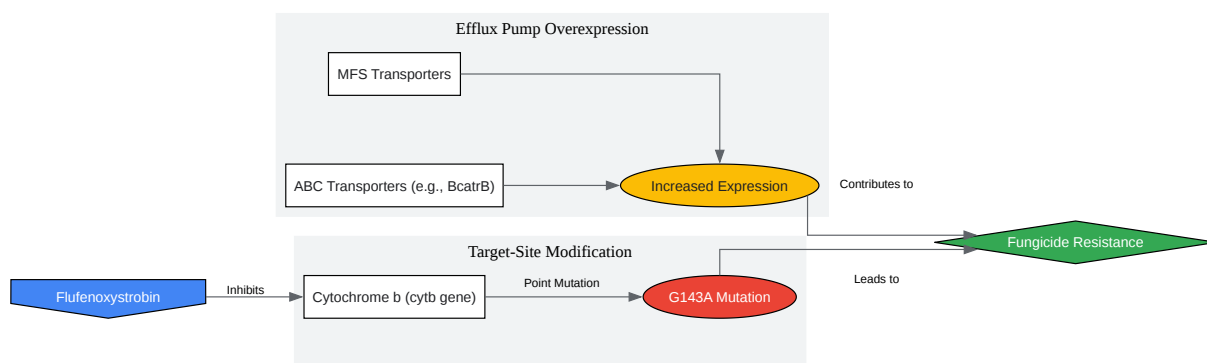 Efflux Pump Overexpression
MFS Transporters
ABC Transporters (e.g., BcatrB)
Increased Expression
Contributes to
Fungicide Resistance
Target-Site Modification
Leads to
Flufenoxystrobin
Inhibits
Cytochrome b (cytb gene)
Point Mutation
G143A Mutation